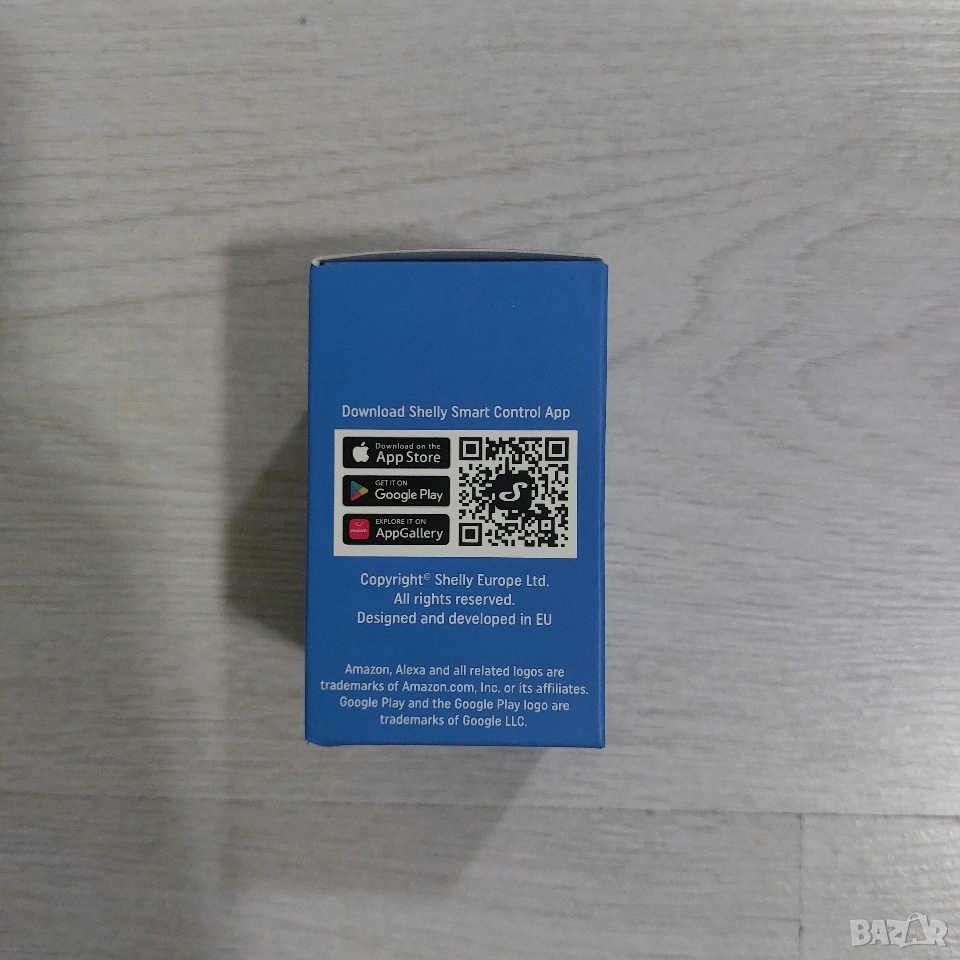 Download Shelly Smart Control App
Download on the
App Store
GET IT ON
Google Play
HUAWEI
EXPLORE IT ON
AppGallery
Copyright© Shelly Europe Ltd.
All rights reserved.
Designed and developed in EU
Amazon, Alexa and all related logos are
trademarks of Amazon.com, Inc. or its affiliates.
Google Play and the Google Play logo are
trademarks of Google LLC.
BAZAR